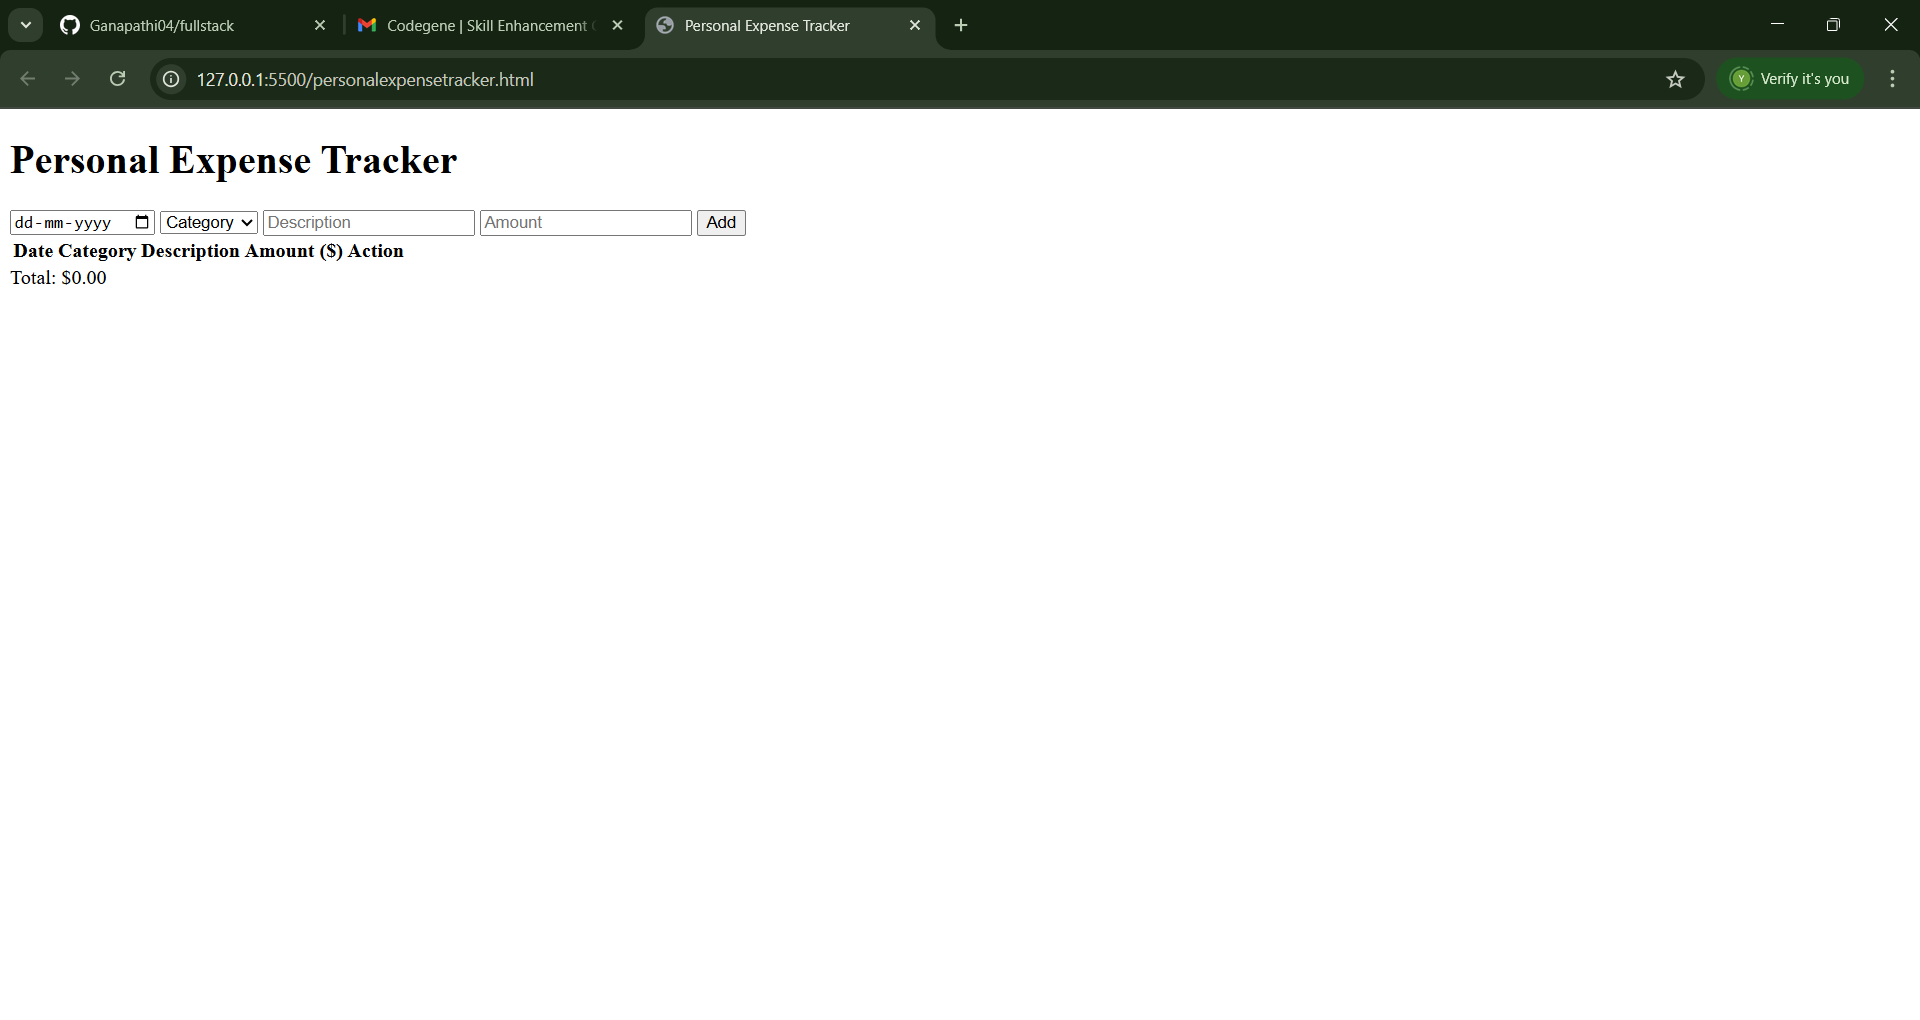 Ganapathi04/fullstack
Codegene | Skill Enhancement
Personal Expense Tracker
127.0.0.1:5500/personalexpensetracker.html
Y
Verify it's you
Personal Expense Tracker
dd-mm-yyyy Category Description Amount Add
Date Category Description Amount ($) Action
Total: $0.00